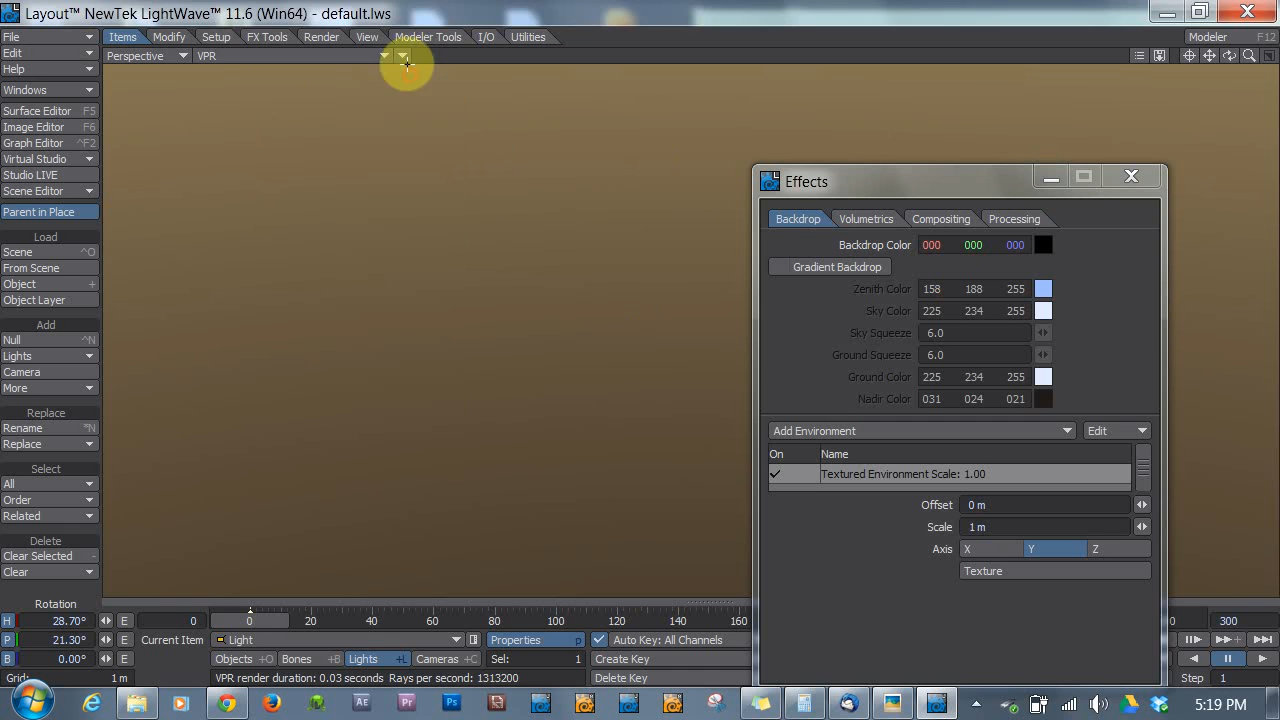 Layout™ NewTek LightWave™ 11.6 (Win64) - default.lws
File Items Modify Setup FX Tools Render View Modeler Tools I/O Utilities Modeler F12
Edit Perspective VPR
Help
Windows
Surface Editor F5
Image Editor F6
Graph Editor ^F2
Virtual Studio
Studio LIVE
Scene Editor
Parent in Place
Load
Scene ^O
From Scene
Object +
Object Layer
Add
Null ^N
Lights
Camera
More
Replace
Rename
Replace
Select
All
Order
Related
Delete
Clear Selected -
Clear
Effects
Backdrop Volumetrics Compositing Processing
Backdrop Color 000 000 000
Gradient Backdrop
Zenith Color 158 188 255
Sky Color 225 234 255
Sky Squeeze 6.0
Ground Squeeze 6.0
Ground Color 225 234 255
Nadir Color 031 024 021
Add Environment Edit
On Name
Textured Environment Scale: 1.00
Offset 0 m
Scale 1 m
Axis X Y Z
Texture
Rotation
H 28.70° E 0 0 20 40 60 80 100 120 140 160 0 300
P 21.30° E Current Item Light Properties p Auto Key: All Channels
B 0.00° E Objects +O Bones +B Lights +L Cameras +C Sel: 1 Create Key
Grid: 1 m VPR render duration: 0.03 seconds Rays per second: 1313200 Delete Key Step 1
5:19 PM